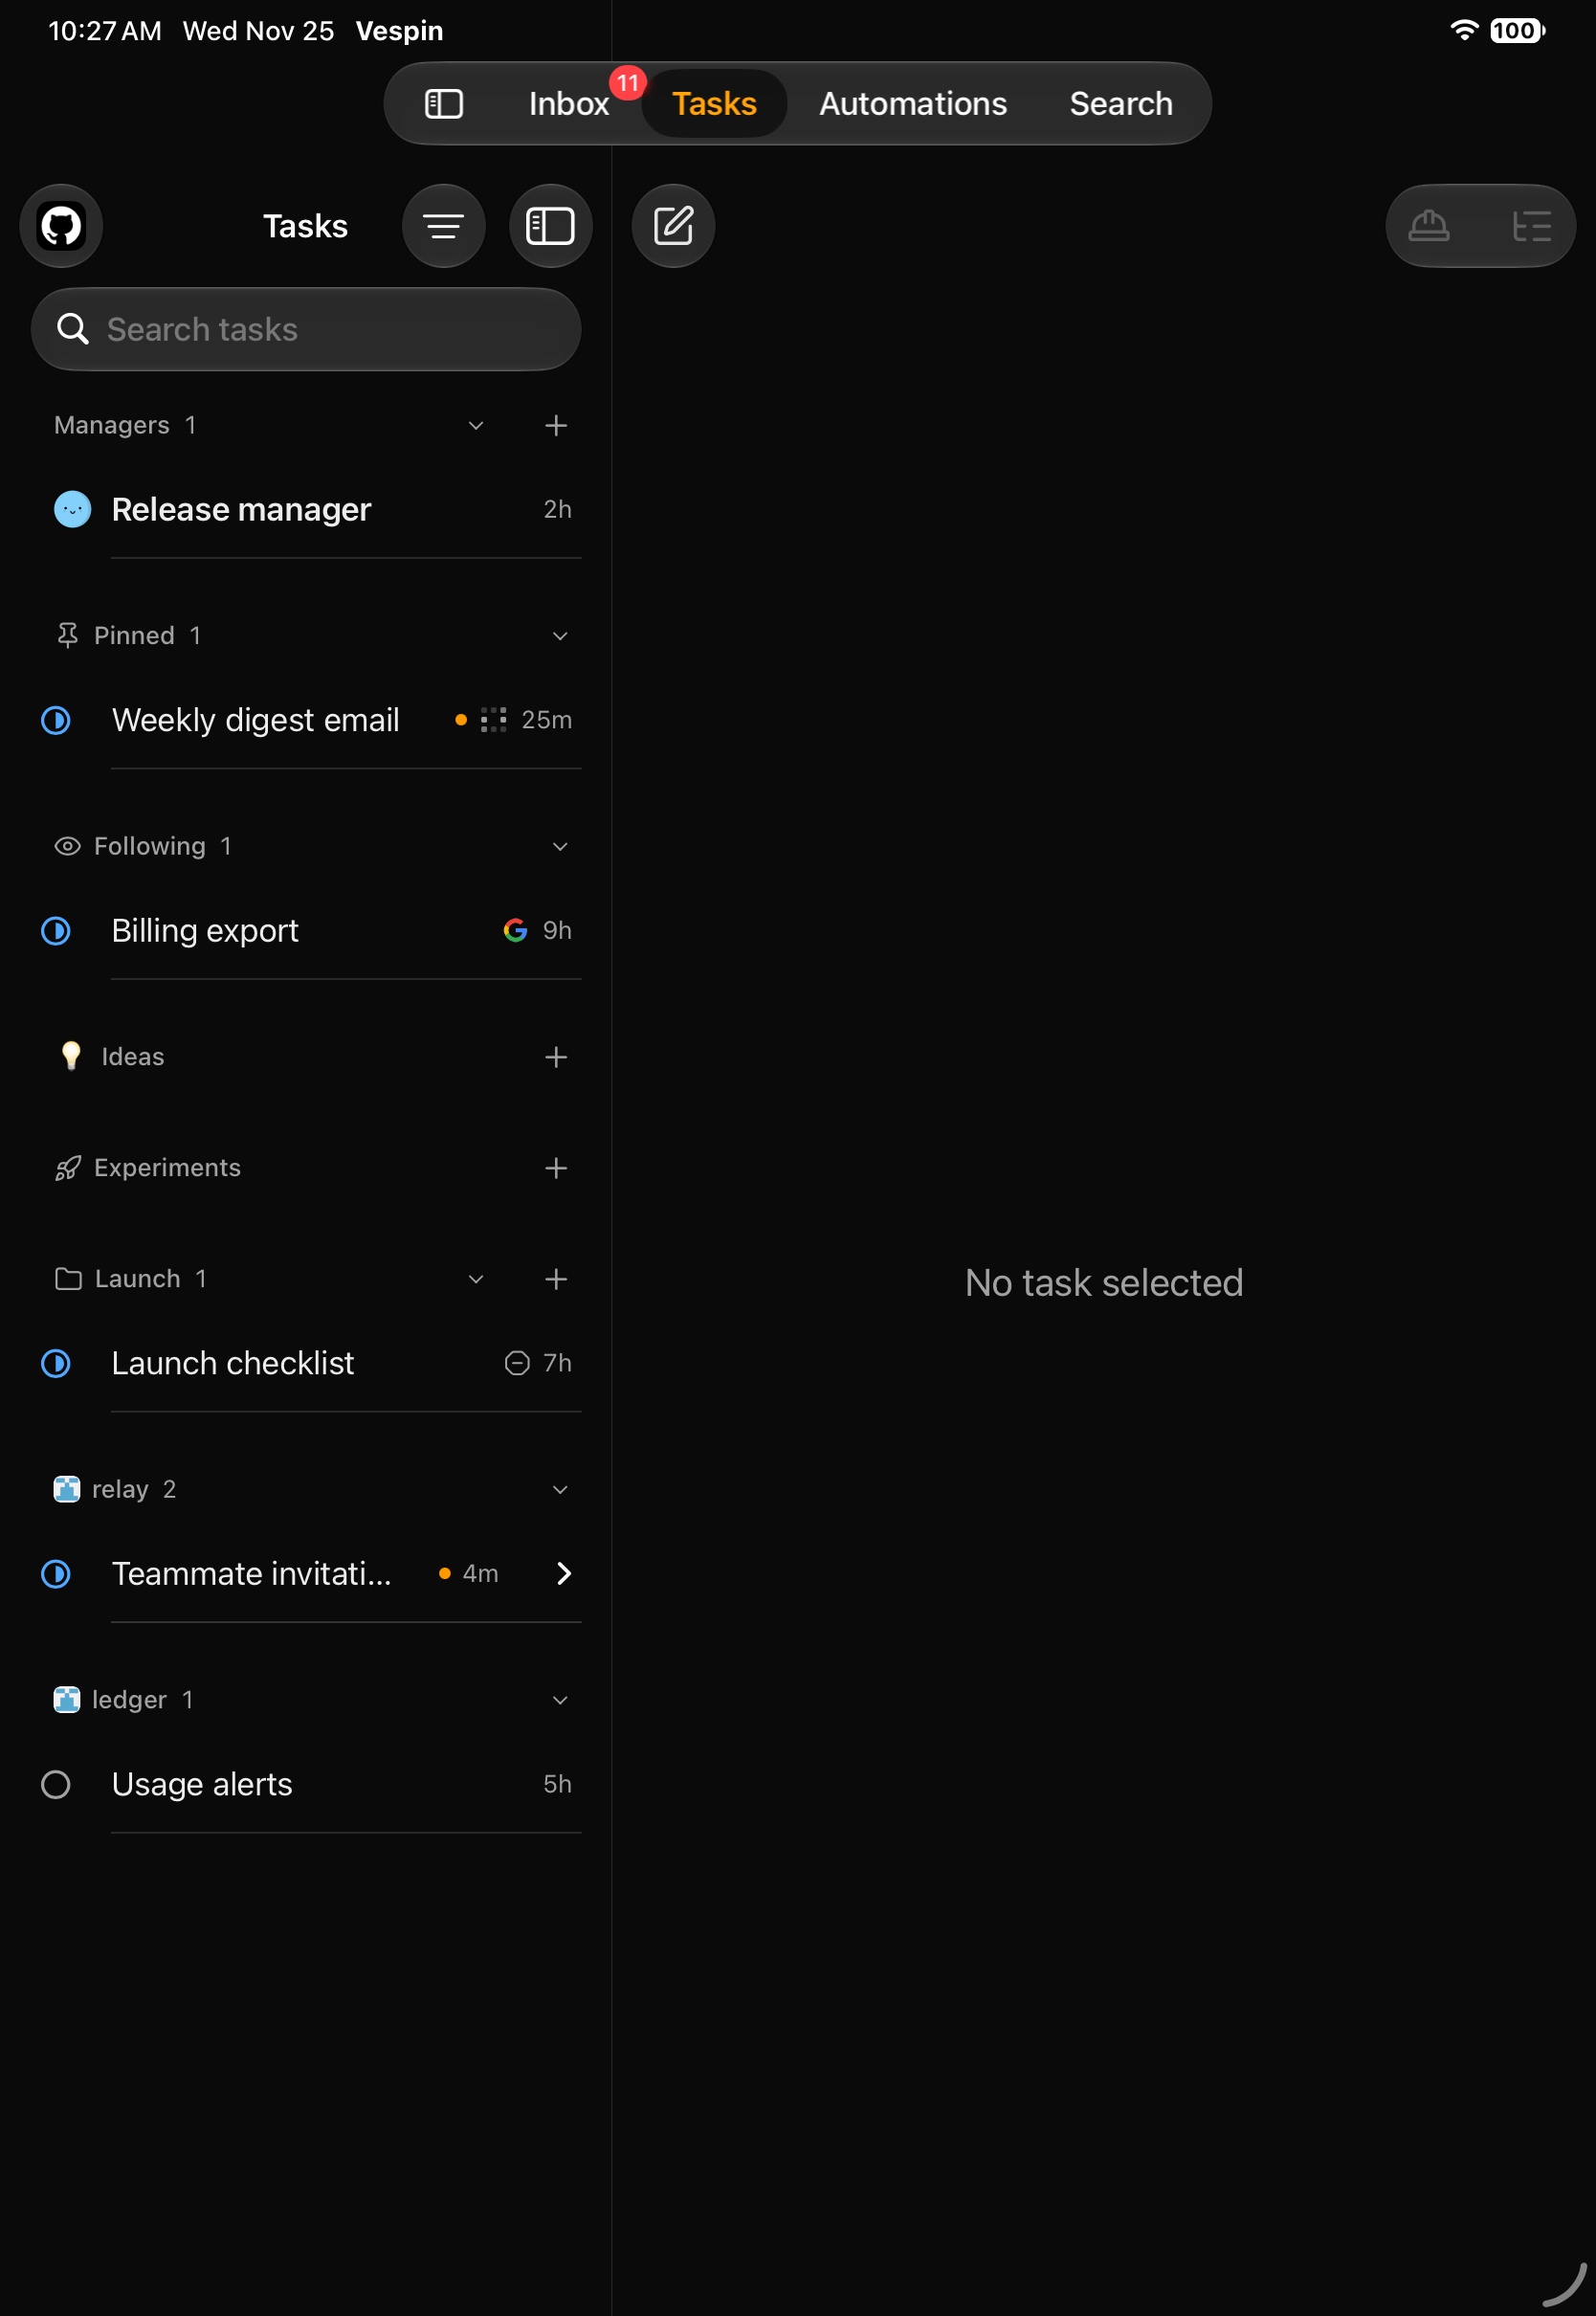 10:27 AM Wed Nov 25 Vespin
100
Inbox 11 Tasks Automations Search
Tasks
Search tasks
Managers 1
Release manager 2h
Pinned 1
Weekly digest email 25m
Following 1
Billing export 9h
Ideas
Experiments
Launch 1
Launch checklist 7h
relay 2
Teammate invitati... 4m
ledger 1
Usage alerts 5h
No task selected